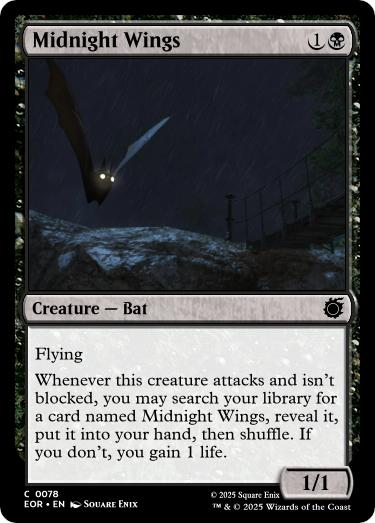 Midnight Wings 1
Creature — Bat
Flying
Whenever this creature attacks and isn't
blocked, you may search your library for
a card named Midnight Wings, reveal it,
put it into your hand, then shuffle. If
you don't, you gain 1 life.
1/1
C 0078
EOR • EN SQUARE ENIX
© 2025 Square Enix
™ & © 2025 Wizards of the Coast